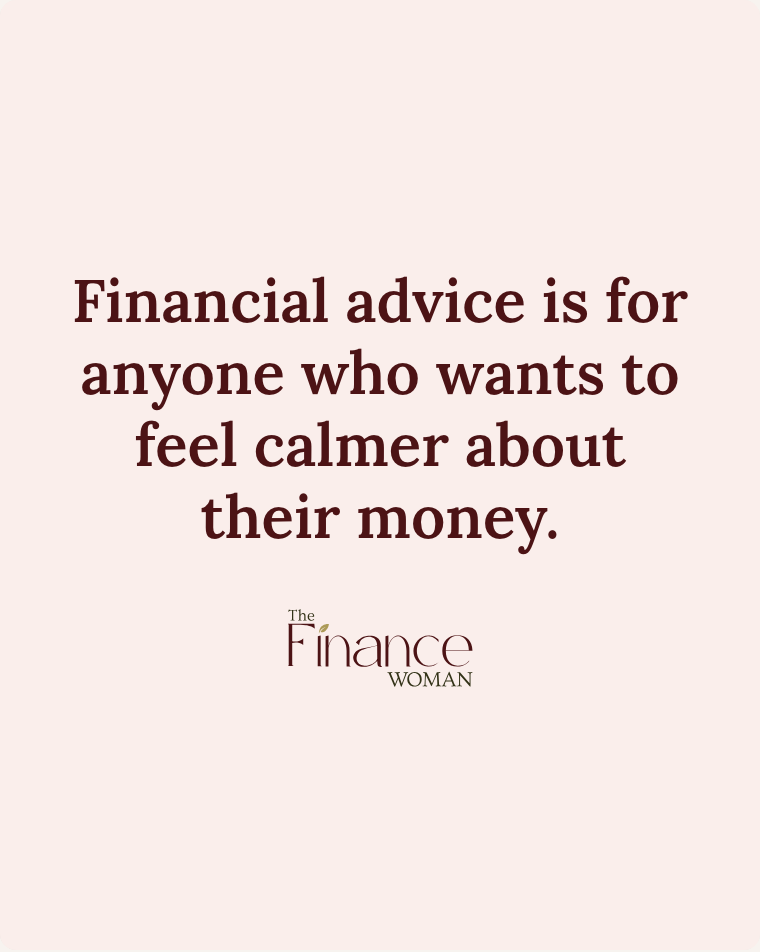 Financial advice is for
anyone who wants to
feel calmer about
their money.
The
Finance
WOMAN